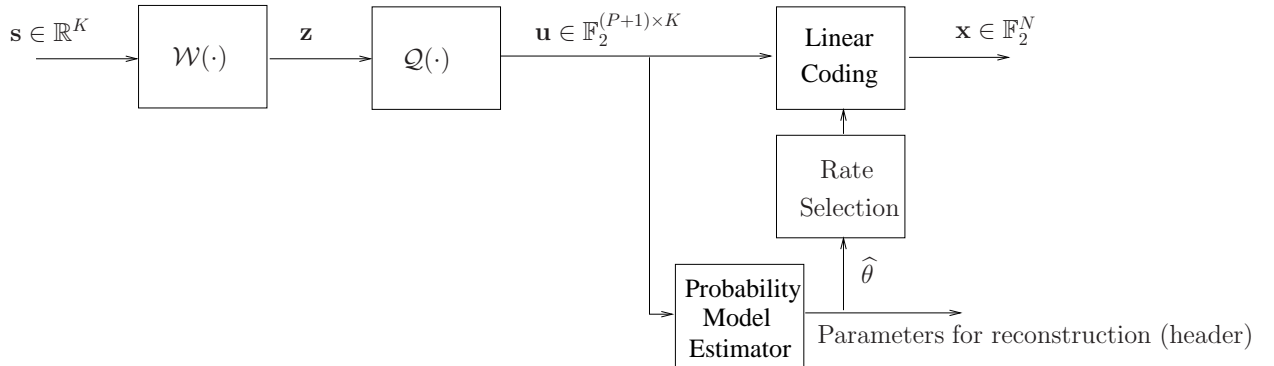 𝐬 ∈ ℝ^K
𝒲(·)
𝐳
𝒬(·)
𝐮 ∈ 𝔽_2^{(P+1)×K}
Linear
Coding
𝐱 ∈ 𝔽_2^N
Rate
Selection
θ̂
Probability
Model
Estimator
Parameters for reconstruction (header)